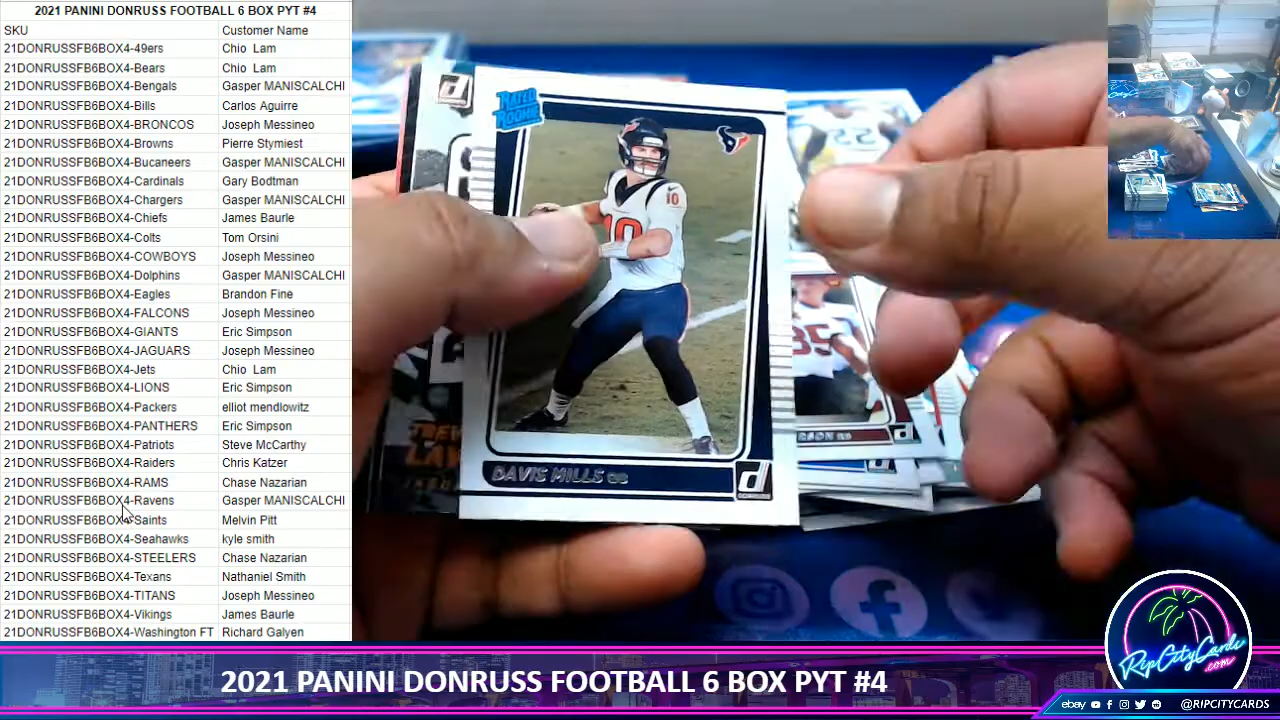 2021 PANINI DONRUSS FOOTBALL 6 BOX PYT #4
SKU Customer Name
21DONRUSSFB6BOX4-49ers Chio Lam
21DONRUSSFB6BOX4-Bears Chio Lam
21DONRUSSFB6BOX4-Bengals Gasper MANISCALCHI
21DONRUSSFB6BOX4-Bills Carlos Aguirre
21DONRUSSFB6BOX4-BRONCOS Joseph Messineo
21DONRUSSFB6BOX4-Browns Pierre Stymiest
21DONRUSSFB6BOX4-Bucaneers Gasper MANISCALCHI
21DONRUSSFB6BOX4-Cardinals Gary Bodtman
21DONRUSSFB6BOX4-Chargers Gasper MANISCALCHI
21DONRUSSFB6BOX4-Chiefs James Baurle
21DONRUSSFB6BOX4-Colts Tom Orsini
21DONRUSSFB6BOX4-COWBOYS Joseph Messineo
21DONRUSSFB6BOX4-Dolphins Gasper MANISCALCHI
21DONRUSSFB6BOX4-Eagles Brandon Fine
21DONRUSSFB6BOX4-FALCONS Joseph Messineo
21DONRUSSFB6BOX4-GIANTS Eric Simpson
21DONRUSSFB6BOX4-JAGUARS Joseph Messineo
21DONRUSSFB6BOX4-Jets Chio Lam
21DONRUSSFB6BOX4-LIONS Eric Simpson
21DONRUSSFB6BOX4-Packers elliot mendlowitz
21DONRUSSFB6BOX4-PANTHERS Eric Simpson
21DONRUSSFB6BOX4-Patriots Steve McCarthy
21DONRUSSFB6BOX4-Raiders Chris Katzer
21DONRUSSFB6BOX4-RAMS Chase Nazarian
21DONRUSSFB6BOX4-Ravens Gasper MANISCALCHI
21DONRUSSFB6BOX4-Saints Melvin Pitt
21DONRUSSFB6BOX4-Seahawks kyle smith
21DONRUSSFB6BOX4-STEELERS Chase Nazarian
21DONRUSSFB6BOX4-Texans Nathaniel Smith
21DONRUSSFB6BOX4-TITANS Joseph Messineo
21DONRUSSFB6BOX4-Vikings James Baurle
21DONRUSSFB6BOX4-Washington FT Richard Galyen
RATED ROOKIE
10
10
DAVIS MILLS QB
DONRUSS
22
85
RipCityCards
.com
2021 PANINI DONRUSS FOOTBALL 6 BOX PYT #4
ebay @RIPCITYCARDS